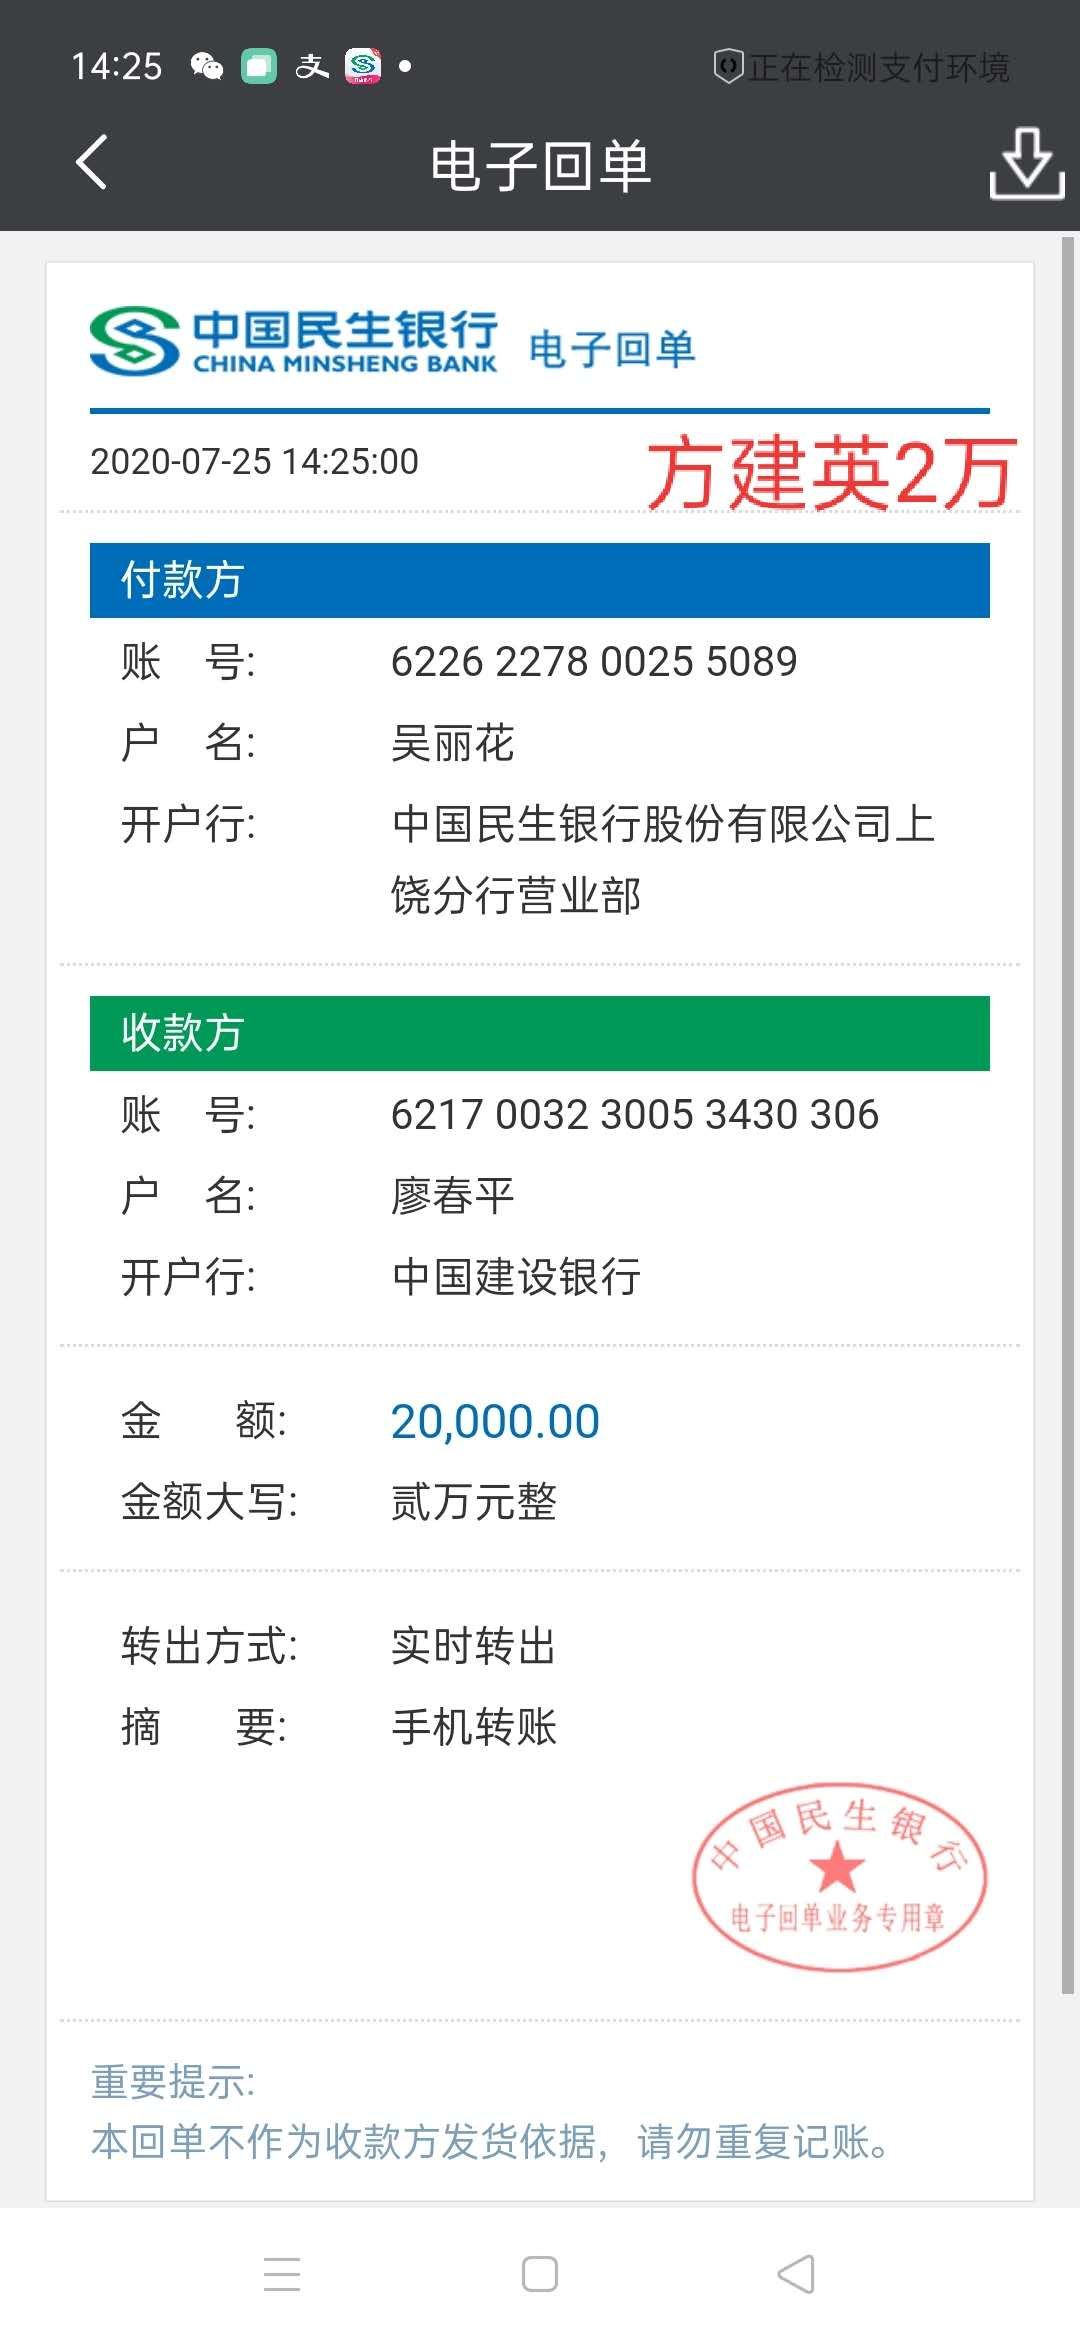 14:25 正在检测支付环境
电子回单
中国民生银行 电子回单
CHINA MINSHENG BANK
2020-07-25 14:25:00 方建英2万
付款方
账 号: 6226 2278 0025 5089
户 名: 吴丽花
开户行: 中国民生银行股份有限公司上
饶分行营业部
收款方
账 号: 6217 0032 3005 3430 306
户 名: 廖春平
开户行: 中国建设银行
金 额: 20,000.00
金额大写: 贰万元整
转出方式: 实时转出
摘 要: 手机转账
中国民生银行
电子回单业务专用章
重要提示:
本回单不作为收款方发货依据，请勿重复记账。